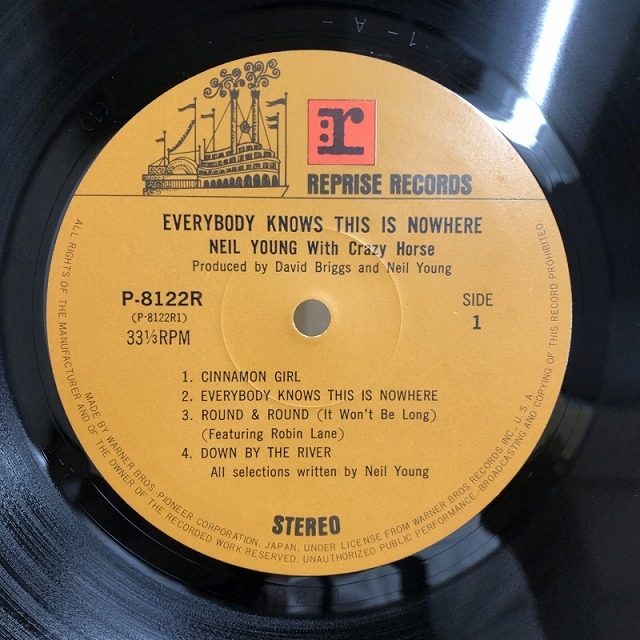 1-A-
r
REPRISE RECORDS
EVERYBODY KNOWS THIS IS NOWHERE
NEIL YOUNG With Crazy Horse
Produced by David Briggs and Neil Young
P-8122R
(P-8122R1)
33⅓RPM
SIDE
1
1. CINNAMON GIRL
2. EVERYBODY KNOWS THIS IS NOWHERE
3. ROUND & ROUND (It Won't Be Long)
(Featuring Robin Lane)
4. DOWN BY THE RIVER
All selections written by Neil Young
STEREO
ALL RIGHTS OF THE MANUFACTURER AND OF THE OWNER OF THE RECORDED WORK RESERVED. UNAUTHORIZED PUBLIC PERFORMANCE, BROADCASTING AND COPYING OF THIS RECORD PROHIBITED
MADE BY WARNER BROS. PIONEER CORPORATION, JAPAN, UNDER LICENSE FROM WARNER BROS RECORDS INC., U.S.A.